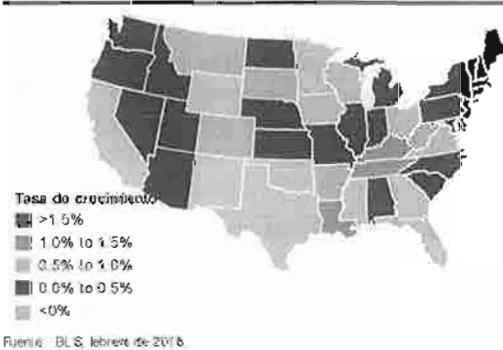 Tasa de crecimiento
>1.5%
1.0% to 1.5%
0.5% to 1.0%
0.0% to 0.5%
<0%
Fuente: BLS, febrero de 2018.